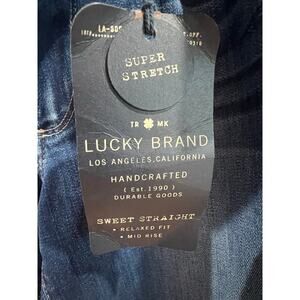 SUPER
STRETCH
TR MK
LUCKY BRAND
LOS ANGELES, CALIFORNIA
HANDCRAFTED
( Est. 1990 )
DURABLE GOODS
SWEET STRAIGHT
• RELAXED FIT
• MID RISE